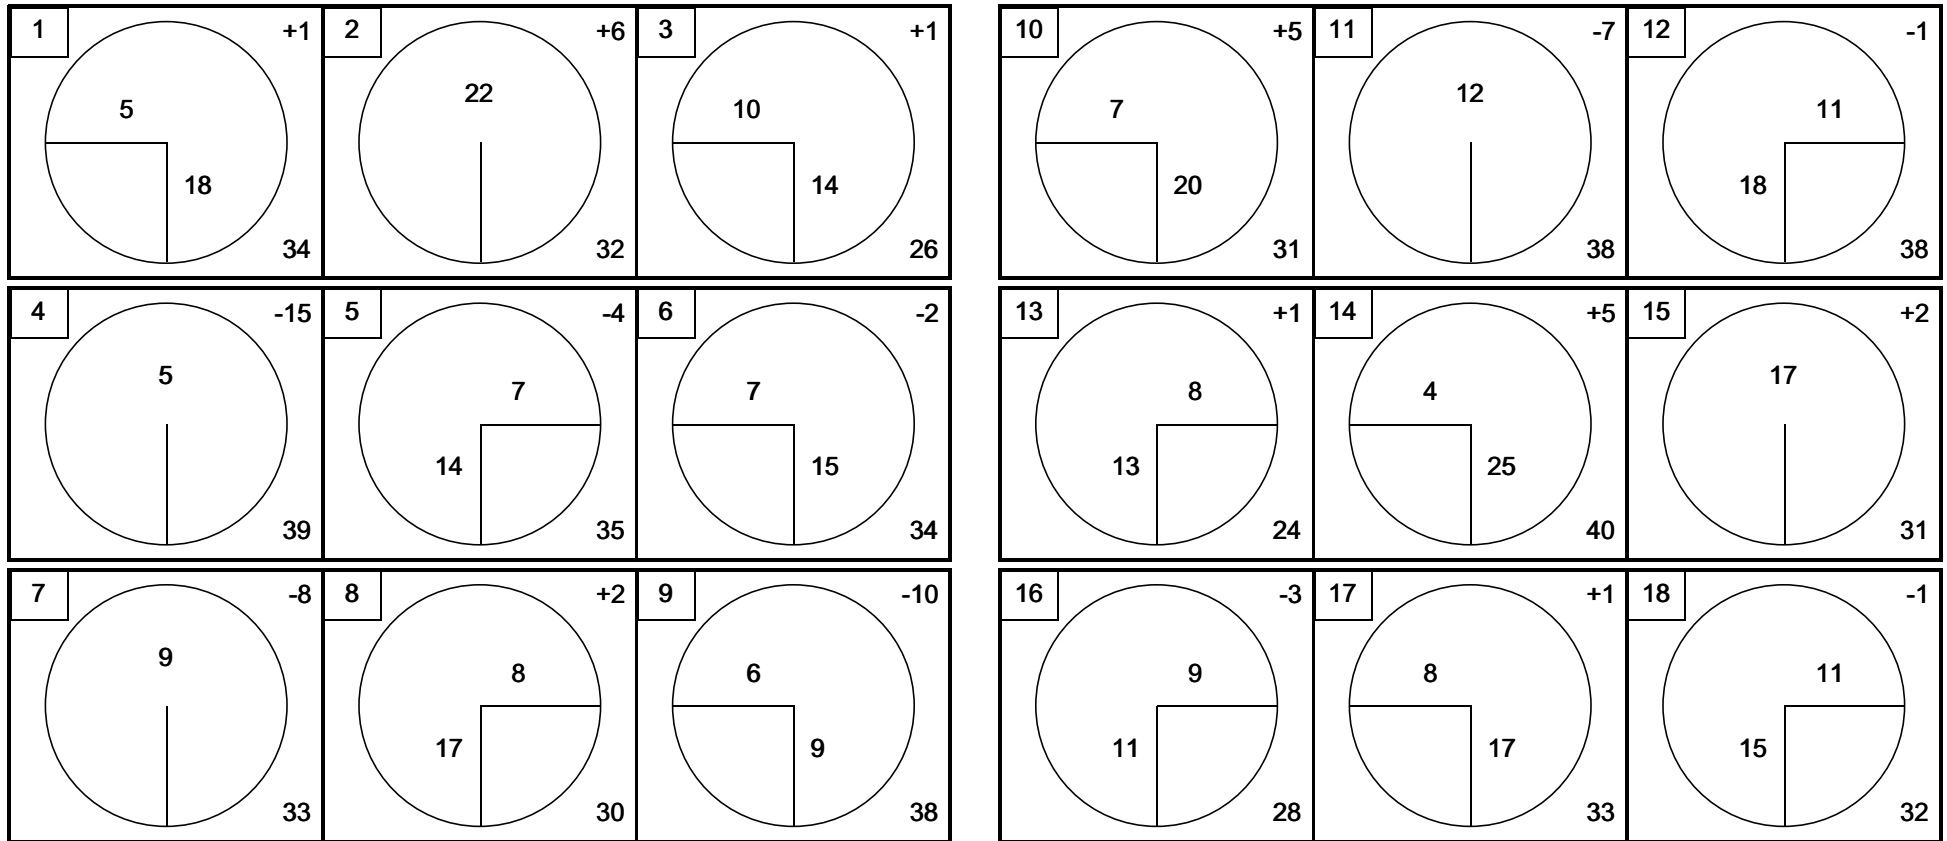 1 +1 5 18 34
2 +6 22 32
3 +1 10 14 26
10 +5 7 20 31
11 -7 12 38
12 -1 11 18 38
4 -15 5 39
5 -4 7 14 35
6 -2 7 15 34
13 +1 8 13 24
14 +5 4 25 40
15 +2 17 31
7 -8 9 33
8 +2 8 17 30
9 -10 6 9 38
16 -3 9 11 28
17 +1 8 17 33
18 -1 11 15 32